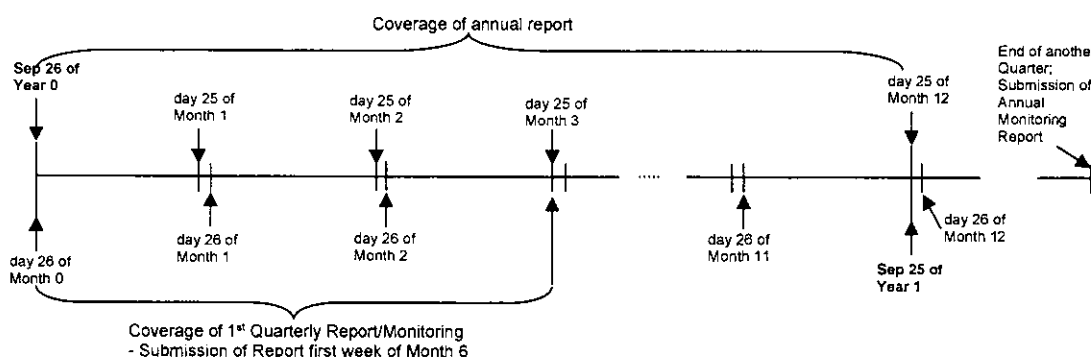 Coverage of annual report
Sep 26 of
Year 0
day 25 of
Month 1
day 25 of
Month 2
day 25 of
Month 3
day 25 of
Month 12
End of anothe
Quarter;
Submission of
Annual
Monitoring
Report
.....
day 26 of
Month 0
day 26 of
Month 1
day 26 of
Month 2
day 26 of
Month 11
day 26 of
Month 12
Sep 25 of
Year 1
Coverage of 1st Quarterly Report/Monitoring
- Submission of Report first week of Month 6